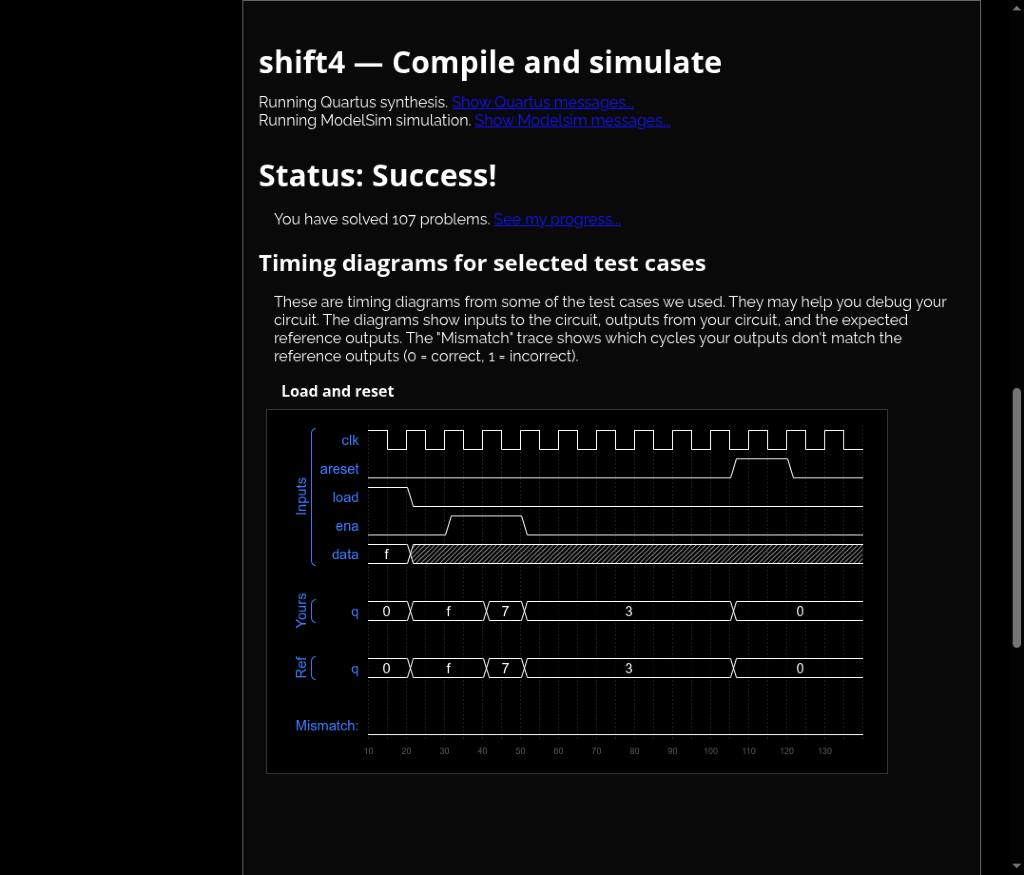 shift4 — Compile and simulate
Running Quartus synthesis. Show Quartus messages...
Running ModelSim simulation. Show Modelsim messages...
Status: Success!
You have solved 107 problems. See my progress...
Timing diagrams for selected test cases
These are timing diagrams from some of the test cases we used. They may help you debug your
circuit. The diagrams show inputs to the circuit, outputs from your circuit, and the expected
reference outputs. The "Mismatch" trace shows which cycles your outputs don't match the
reference outputs (0 = correct, 1 = incorrect).
Load and reset
Inputs
clk
areset
load
ena
data f
Yours
q 0 f 7 3 0
Ref
q 0 f 7 3 0
Mismatch:
10 20 30 40 50 60 70 80 90 100 110 120 130